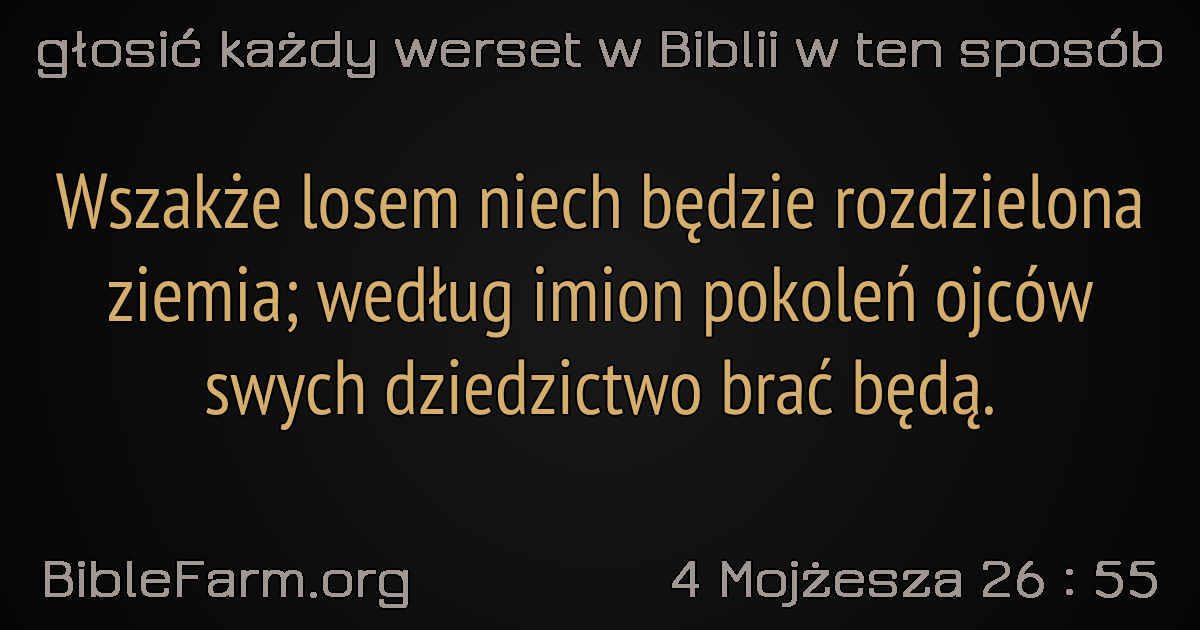 głosić każdy werset w Biblii w ten sposób
Wszakże losem niech będzie rozdzielona
ziemia; według imion pokoleń ojców
swych dziedzictwo brać będą.
BibleFarm.org
4 Mojżesza 26 : 55